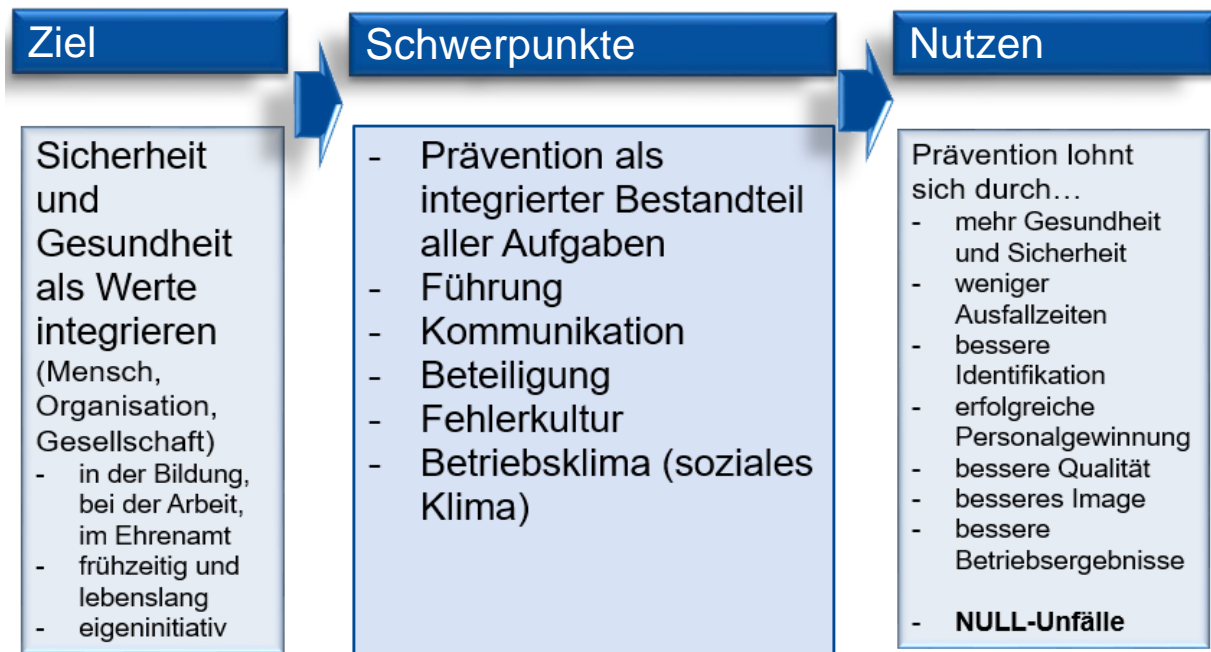 Ziel
Sicherheit
und
Gesundheit
als Werte
integrieren
(Mensch,
Organisation,
Gesellschaft)
- in der Bildung,
bei der Arbeit,
im Ehrenamt
- frühzeitig und
lebenslang
- eigeninitiativ
Schwerpunkte
- Prävention als
integrierter Bestandteil
aller Aufgaben
- Führung
- Kommunikation
- Beteiligung
- Fehlerkultur
- Betriebsklima (soziales
Klima)
Nutzen
Prävention lohnt
sich durch…
- mehr Gesundheit
und Sicherheit
- weniger
Ausfallzeiten
- bessere
Identifikation
- erfolgreiche
Personalgewinnung
- bessere Qualität
- besseres Image
- bessere
Betriebsergebnisse
- NULL-Unfälle